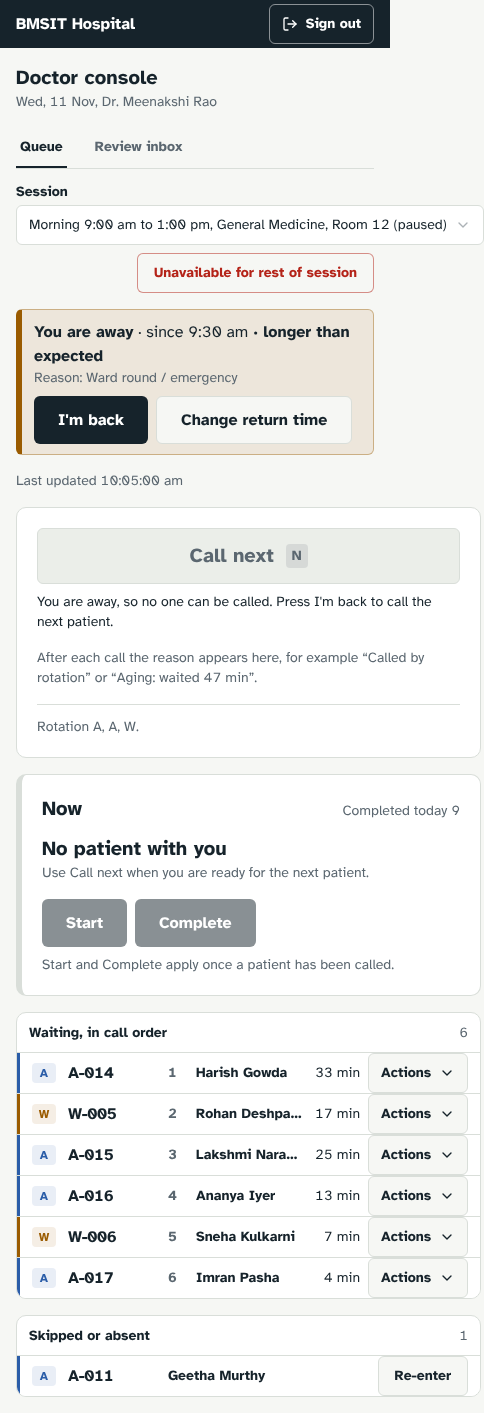 BMSIT Hospital
Sign out
Doctor console
Wed, 11 Nov, Dr. Meenakshi Rao
Queue
Review inbox
Session
Morning 9:00 am to 1:00 pm, General Medicine, Room 12 (paused)
Unavailable for rest of session
You are away · since 9:30 am • longer than
expected
Reason: Ward round / emergency
I'm back
Change return time
Last updated 10:05:00 am
Call next N
You are away, so no one can be called. Press I'm back to call the
next patient.
After each call the reason appears here, for example “Called by
rotation” or “Aging: waited 47 min”.
Rotation A, A, W.
Now
Completed today 9
No patient with you
Use Call next when you are ready for the next patient.
Start
Complete
Start and Complete apply once a patient has been called.
Waiting, in call order 6
A A-014 1 Harish Gowda 33 min Actions
W W-005 2 Rohan Deshpa... 17 min Actions
A A-015 3 Lakshmi Nara... 25 min Actions
A A-016 4 Ananya Iyer 13 min Actions
W W-006 5 Sneha Kulkarni 7 min Actions
A A-017 6 Imran Pasha 4 min Actions
Skipped or absent 1
A A-011 Geetha Murthy Re-enter